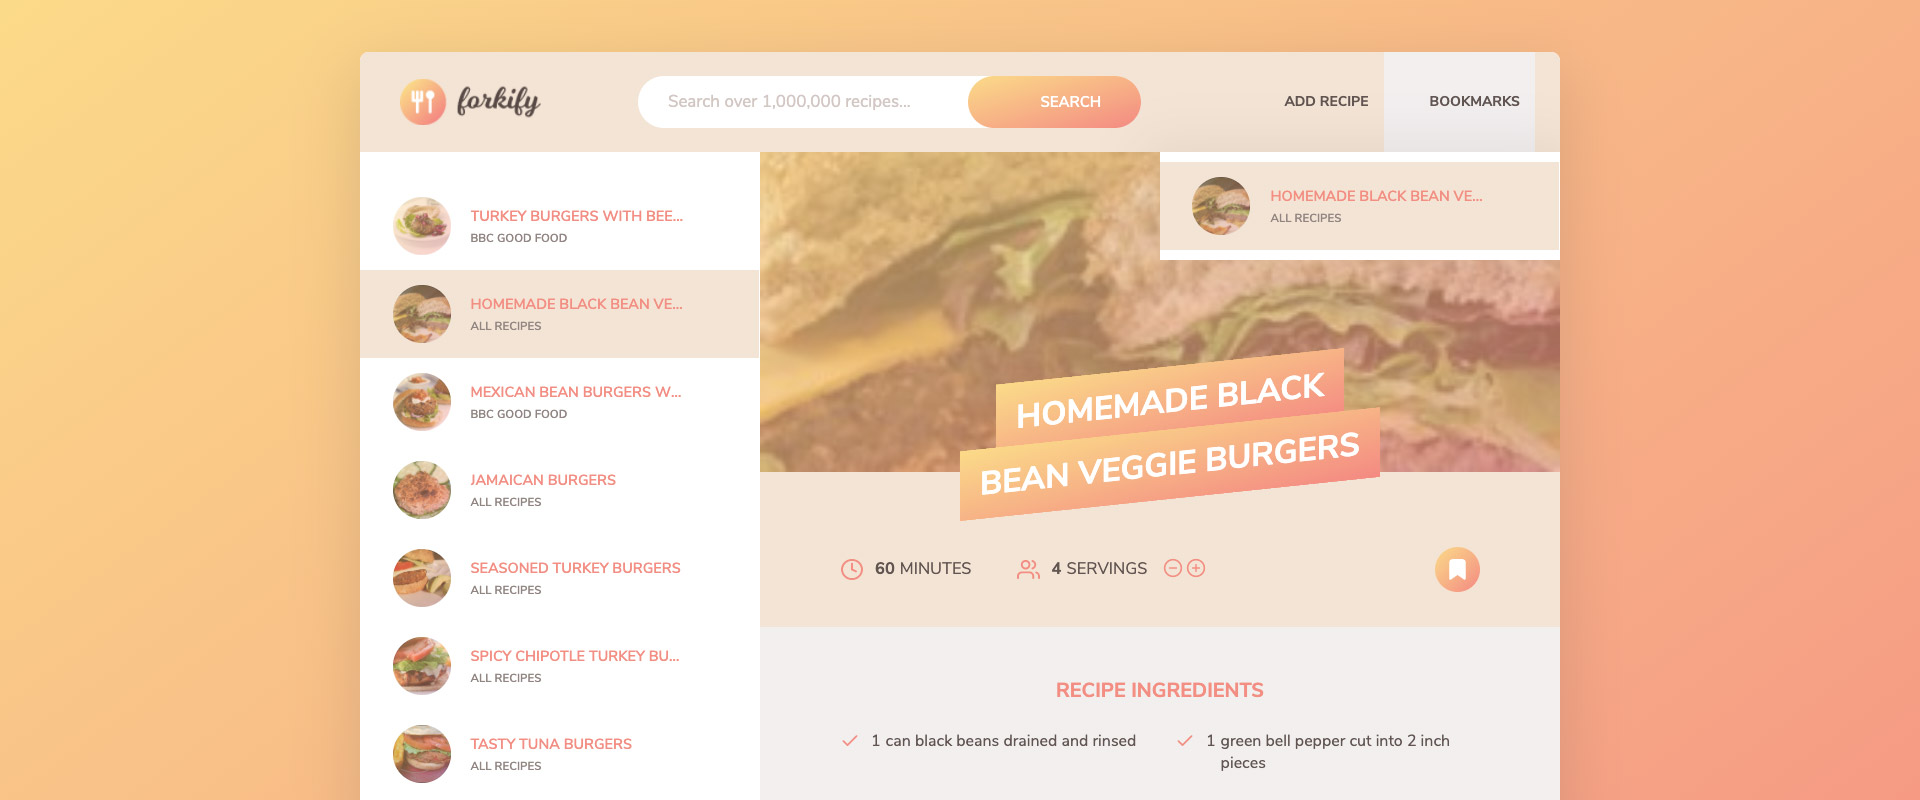 forkify
Search over 1,000,000 recipes...
SEARCH
ADD RECIPE
BOOKMARKS
TURKEY BURGERS WITH BEE...
BBC GOOD FOOD
HOMEMADE BLACK BEAN VE...
ALL RECIPES
MEXICAN BEAN BURGERS W...
BBC GOOD FOOD
JAMAICAN BURGERS
ALL RECIPES
SEASONED TURKEY BURGERS
ALL RECIPES
SPICY CHIPOTLE TURKEY BU...
ALL RECIPES
TASTY TUNA BURGERS
ALL RECIPES
HOMEMADE BLACK BEAN VE...
ALL RECIPES
HOMEMADE BLACK
BEAN VEGGIE BURGERS
60 MINUTES
4 SERVINGS
RECIPE INGREDIENTS
1 can black beans drained and rinsed
1 green bell pepper cut into 2 inch
pieces